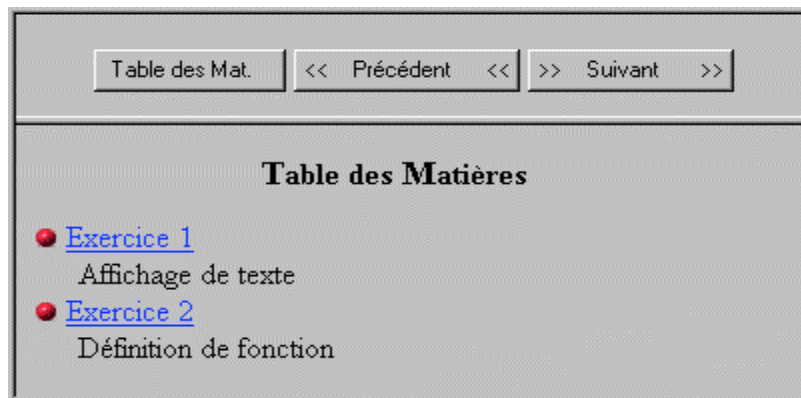 Table des Mat. << Précédent << >> Suivant >>
Table des Matières
Exercice 1
Affichage de texte
Exercice 2
Définition de fonction